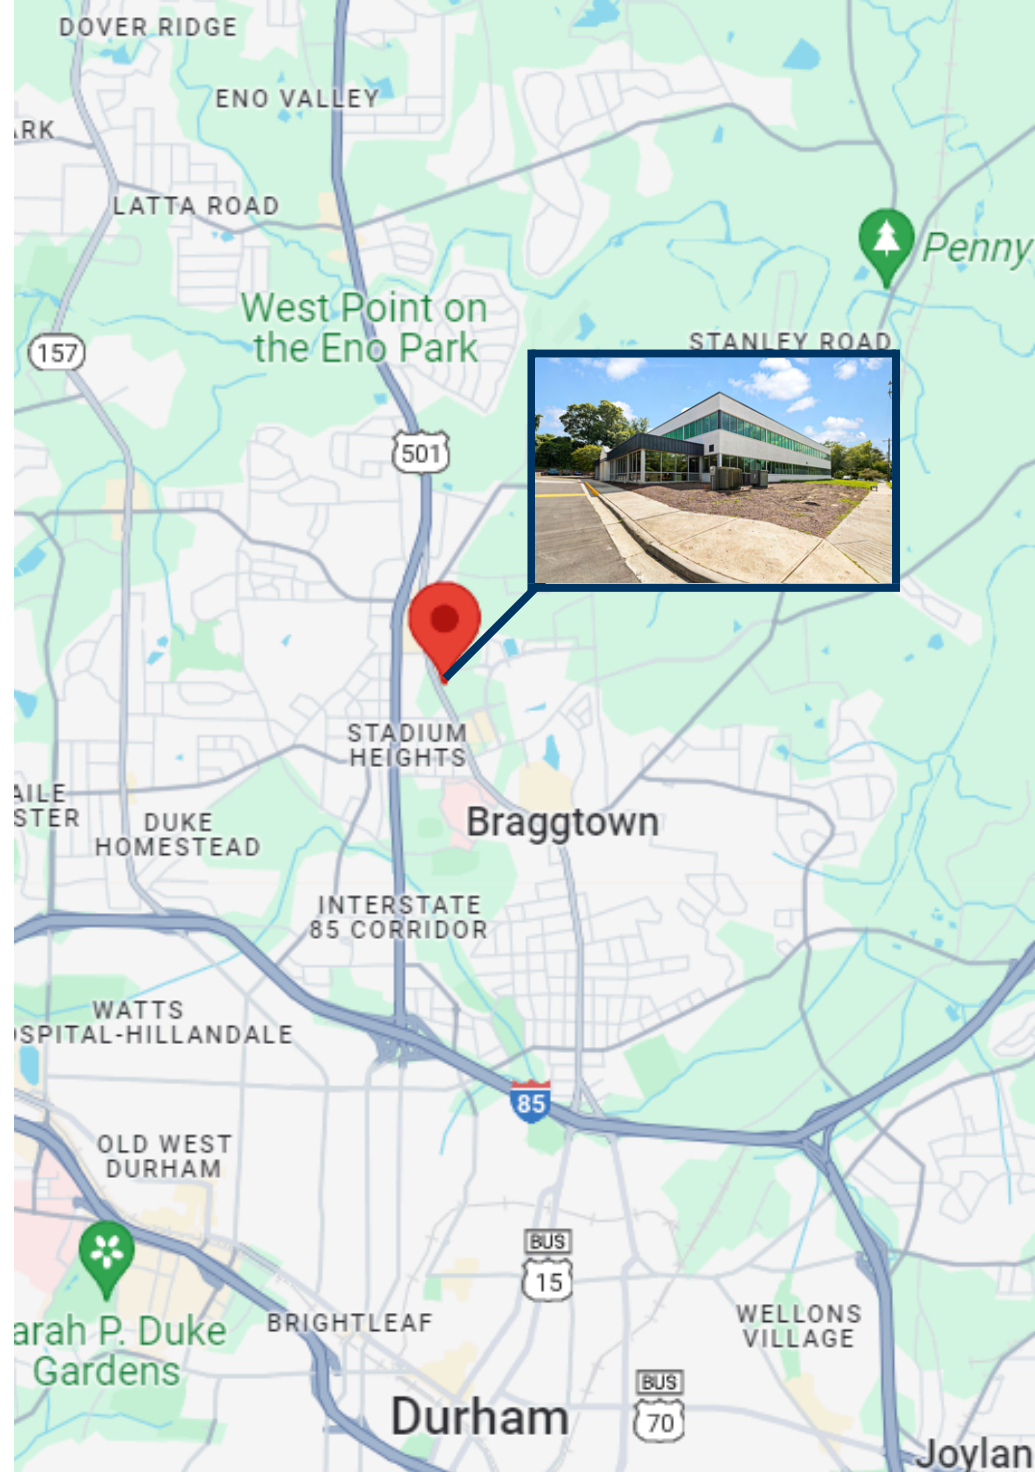 DOVER RIDGE
ENO VALLEY
ARK
LATTA ROAD
Penny
West Point on
the Eno Park
STANLEY ROAD
157
501
STADIUM
HEIGHTS
AILE
STER
DUKE
HOMESTEAD
Braggtown
INTERSTATE
85 CORRIDOR
WATTS
OSPITAL-HILLANDALE
85
OLD WEST
DURHAM
BUS
15
arah P. Duke
Gardens
BRIGHTLEAF
WELLONS
VILLAGE
BUS
70
Durham
Joylan